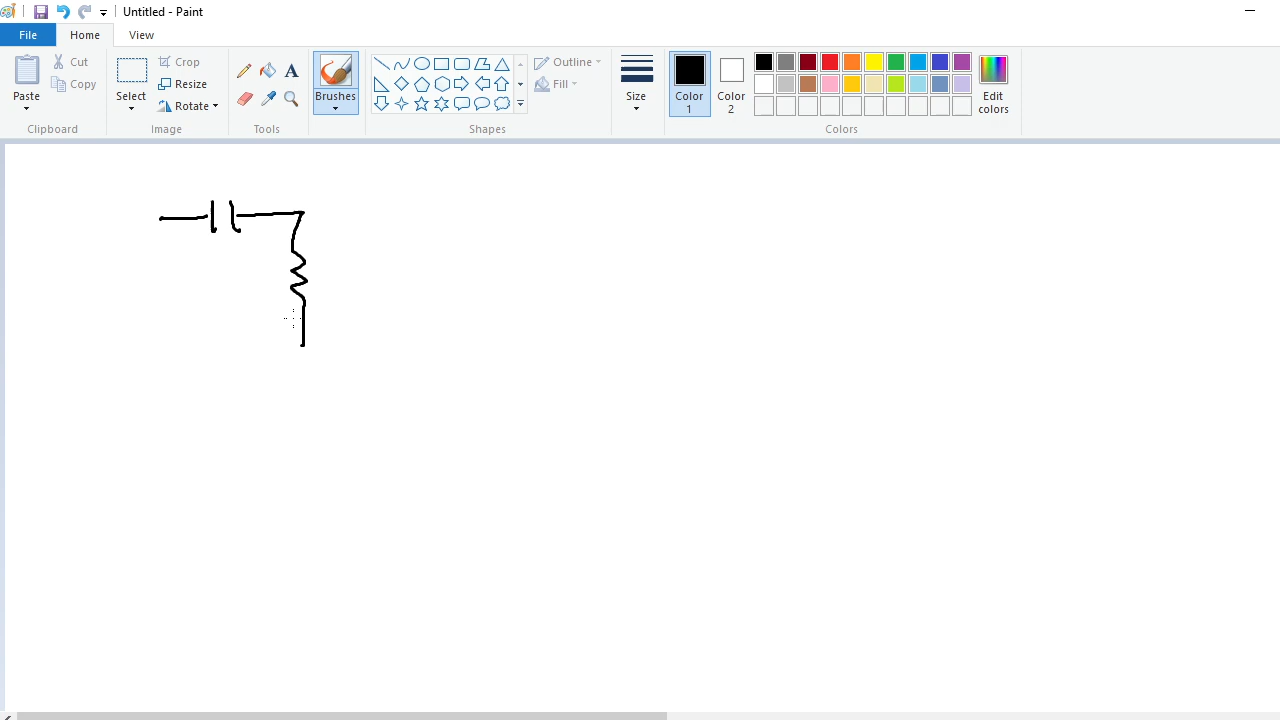 Untitled - Paint
File Home View
Paste Cut Copy Clipboard
Select Crop Resize Rotate Image
A Tools
Brushes
Outline Fill Shapes
Size
Color 1 Color 2 Edit colors Colors